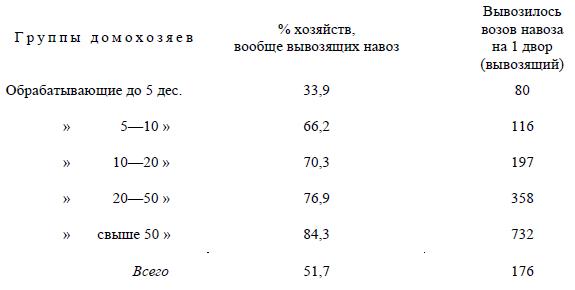 Группы домохозяев
% хозяйств,
вообще вывозящих навоз
Вывозилось
возов навоза
на 1 двор
(вывозящий)
Обрабатывающие до 5 дес. 33,9 80
» 5—10 » 66,2 116
» 10—20 » 70,3 197
» 20—50 » 76,9 358
» свыше 50 » 84,3 732
Всего 51,7 176